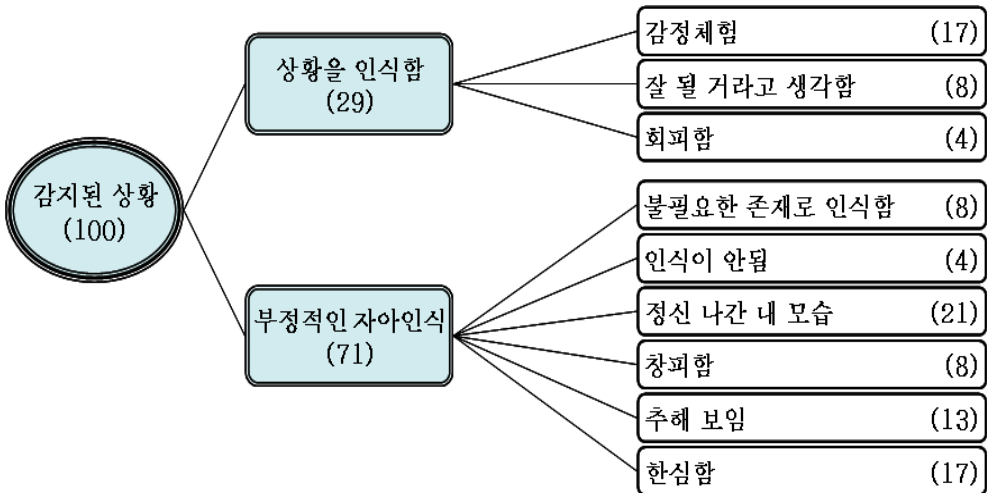 감지된 상황
(100)
상황을 인식함
(29)
감정체험 (17)
잘 될 거라고 생각함 (8)
회피함 (4)
부정적인 자아인식
(71)
불필요한 존재로 인식함 (8)
인식이 안됨 (4)
정신 나간 내 모습 (21)
창피함 (8)
추해 보임 (13)
한심함 (17)